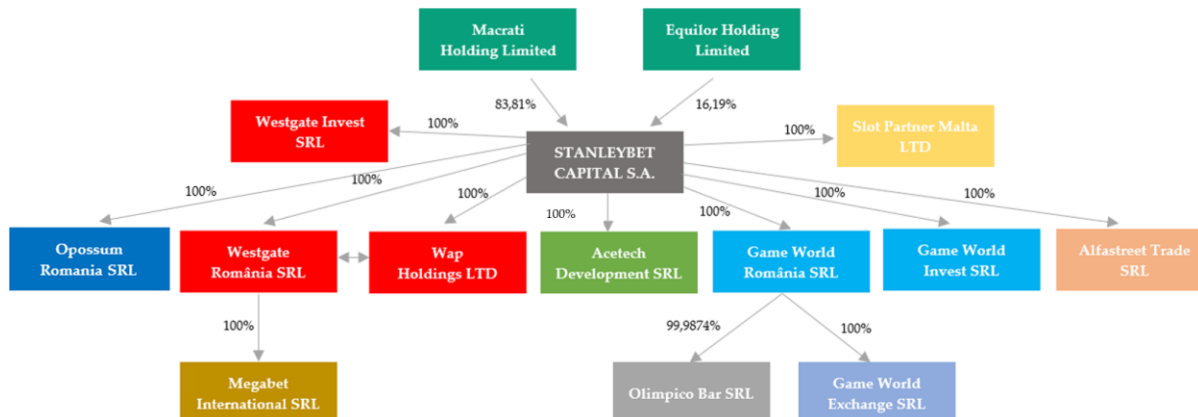 Macrati
Holding Limited
Equilor Holding
Limited
83,81%
16,19%
Westgate Invest
SRL
100%
STANLEYBET
CAPITAL S.A.
100%
Slot Partner Malta
LTD
100%
100%
100%
100%
100%
100%
100%
Opossum
Romania SRL
Westgate
România SRL
Wap
Holdings LTD
Acetech
Development SRL
Game World
România SRL
Game World
Invest SRL
Alfastreet Trade
SRL
100%
99,9874%
100%
Megabet
International SRL
Olimpico Bar SRL
Game World
Exchange SRL